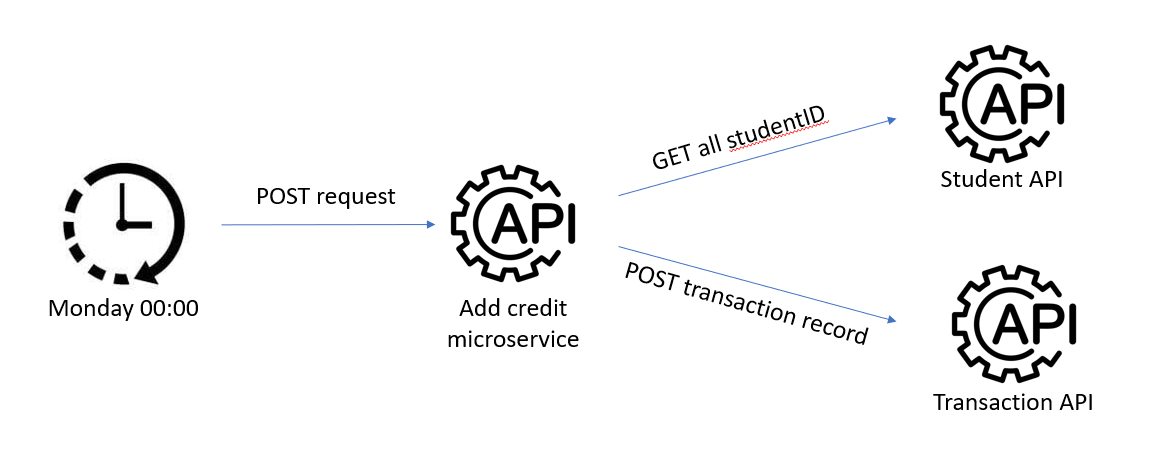 API
GET all studentID
Student API
POST request
API
Monday 00:00
Add credit
microservice
POST transaction record
API
Transaction API